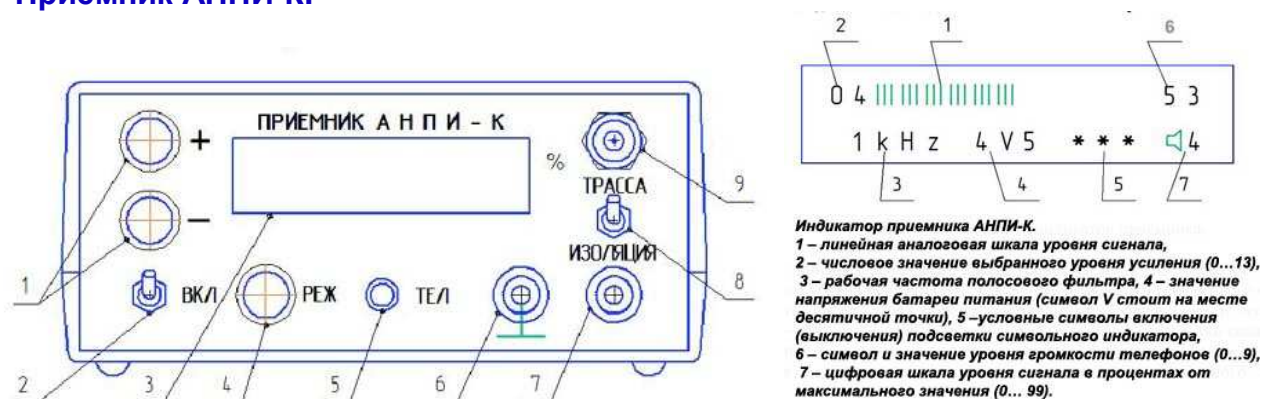 Приемник АНПИ-К.
ПРИЕМНИК А Н П И - К
+
%
ТРАССА
9
−
ИЗОЛЯЦИЯ
1
ВКЛ
РЕЖ
ТЕЛ
8
2
3
4
5
6
7
2
1
6
0 4
5 3
1 k H z 4 V 5 * * * 4
3
4
5
7
Индикатор приемника АНПИ-К.
1 – линейная аналоговая шкала уровня сигнала,
2 – числовое значение выбранного уровня усиления (0...13),
3 – рабочая частота полосового фильтра, 4 – значение
напряжения батареи питания (символ V стоит на месте
десятичной точки), 5 –условные символы включения
(выключения) подсветки символьного индикатора,
6 – символ и значение уровня громкости телефонов (0...9),
7 – цифровая шкала уровня сигнала в процентах от
максимального значения (0... 99).